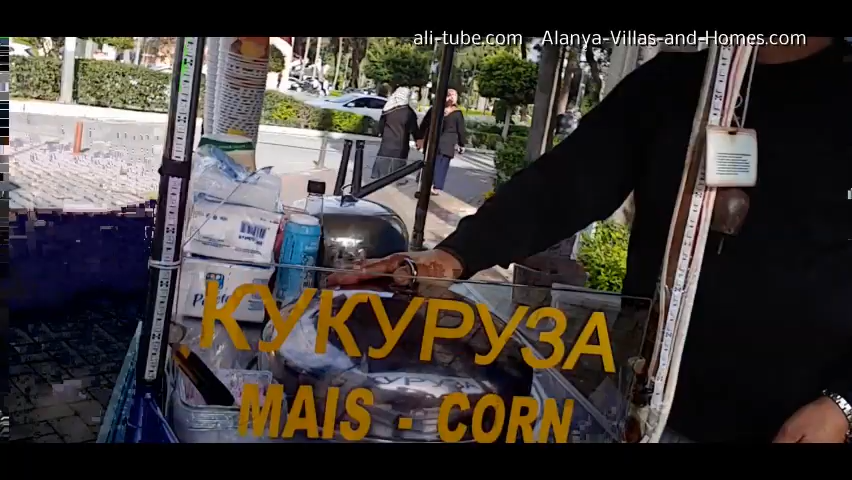 ali-tube.com Alanya-Villas-and-Homes.com
КУКУРУЗА
MAIS - CORN